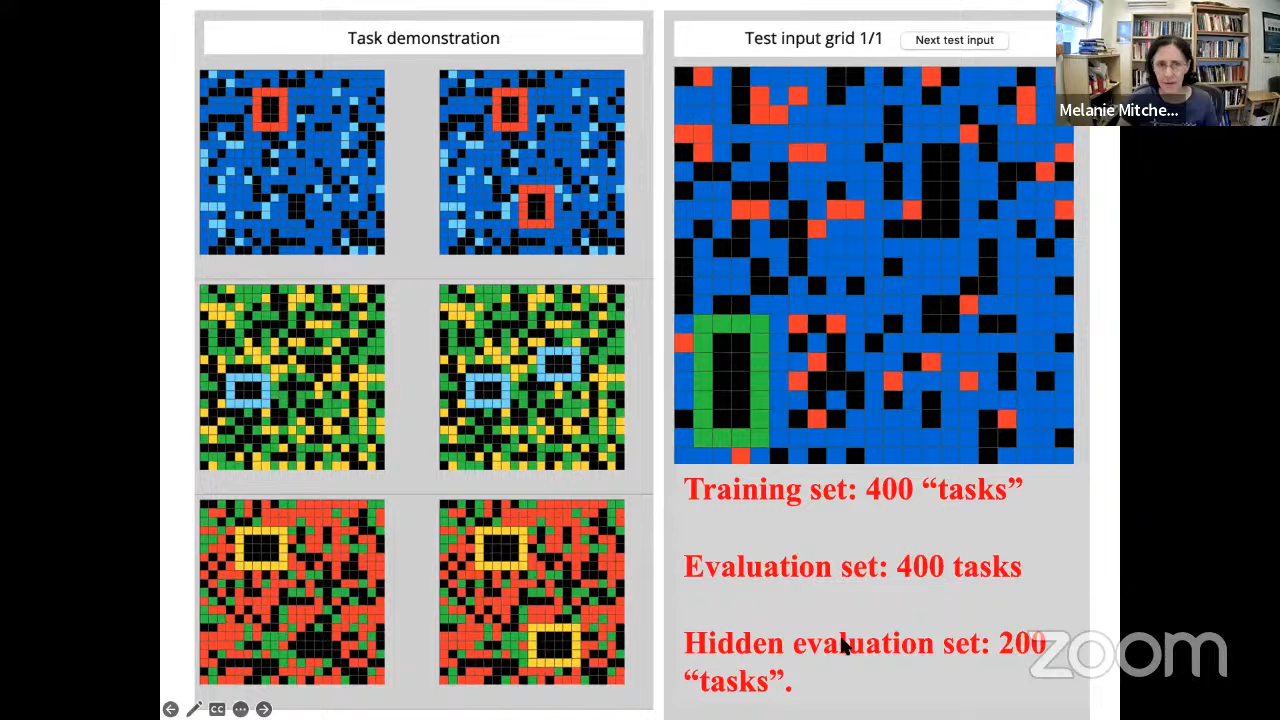 Task demonstration
Test input grid 1/1
Next test input
Melanie Mitche...
Training set: 400 “tasks”
Evaluation set: 400 tasks
Hidden evaluation set: 200
“tasks”.
zoom
CC